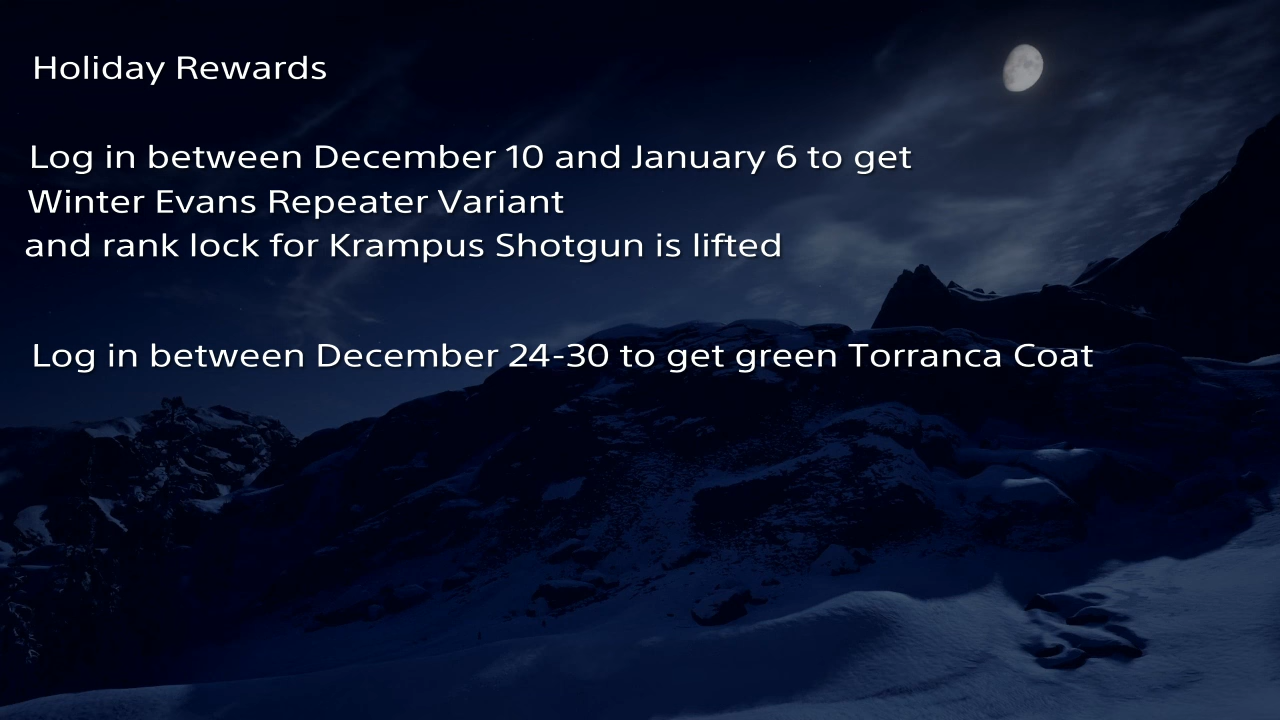 Holiday Rewards
Log in between December 10 and January 6 to get
Winter Evans Repeater Variant
and rank lock for Krampus Shotgun is lifted
Log in between December 24-30 to get green Torranca Coat